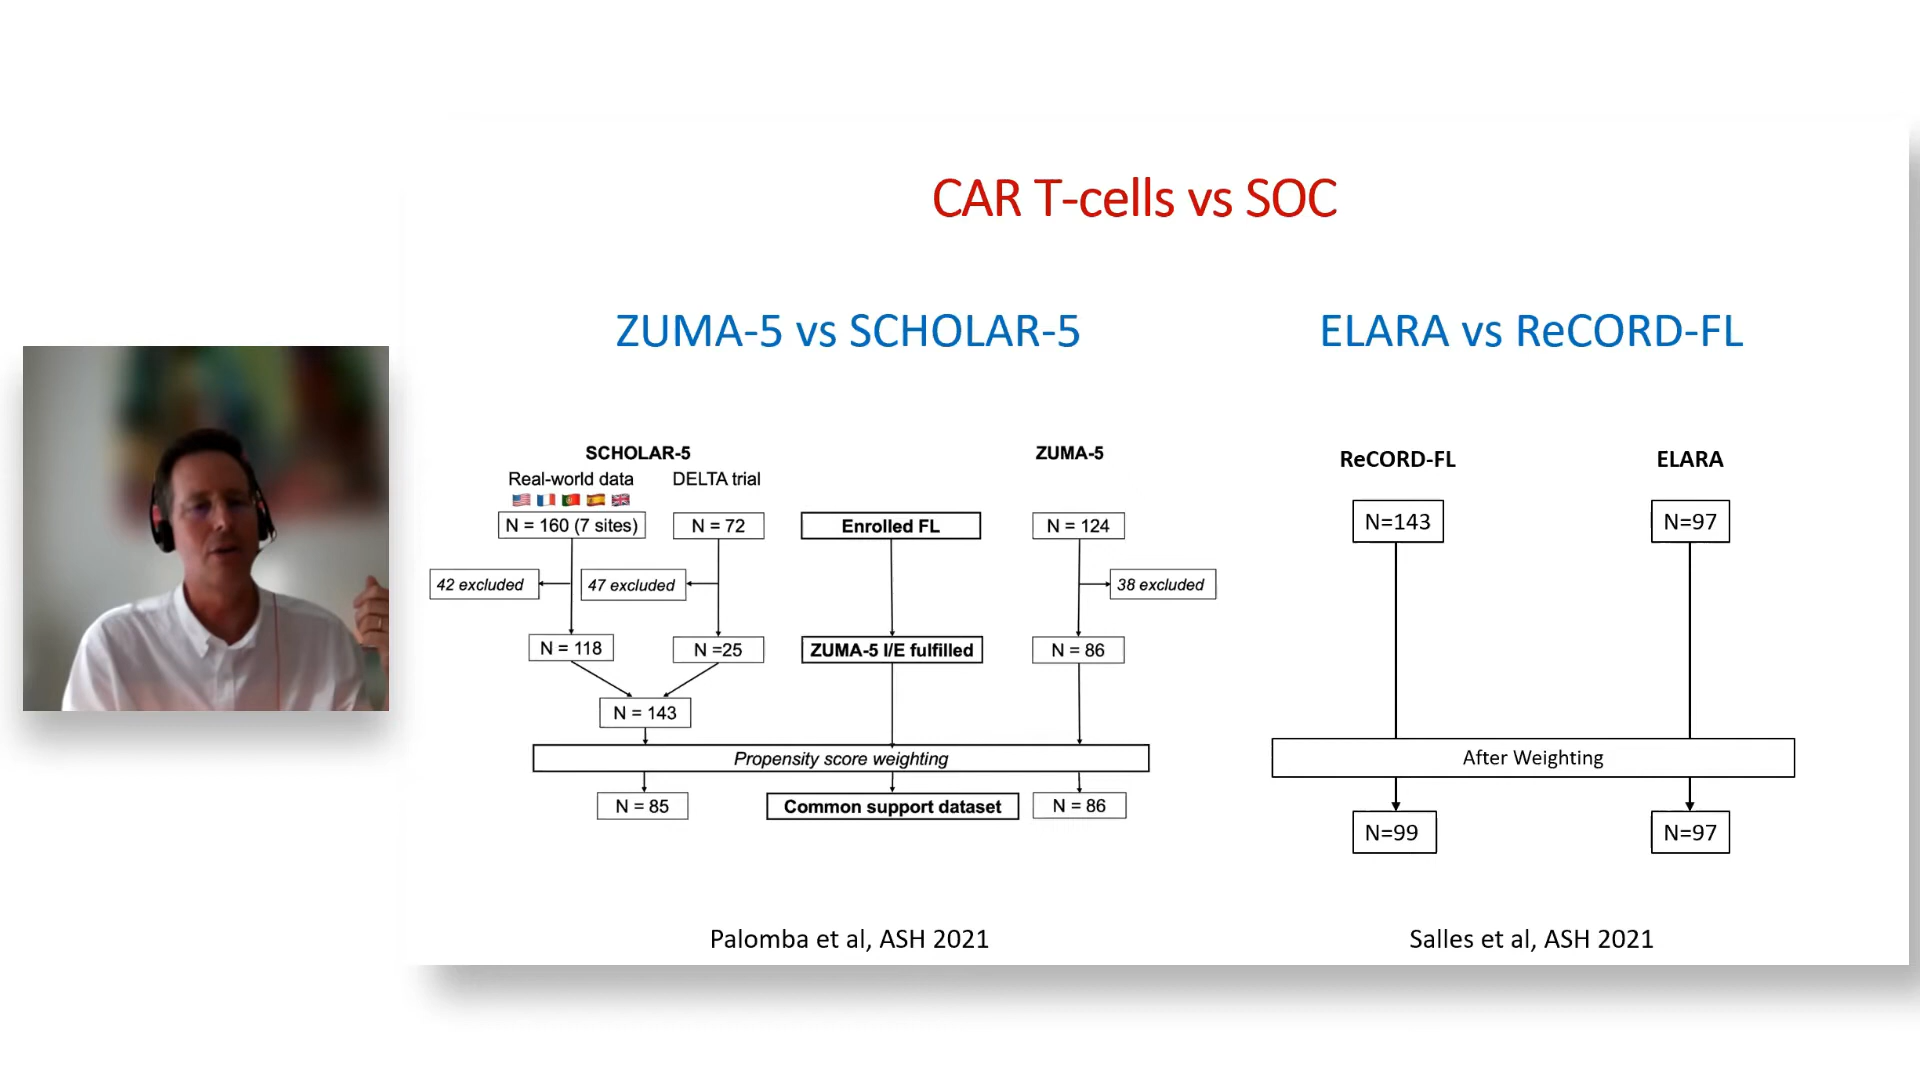 CAR T-cells vs SOC
ZUMA-5 vs SCHOLAR-5
SCHOLAR-5
ZUMA-5
Real-world data
DELTA trial
N = 160 (7 sites)
N = 72
Enrolled FL
N = 124
42 excluded
47 excluded
38 excluded
N = 118
N =25
ZUMA-5 I/E fulfilled
N = 86
N = 143
Propensity score weighting
N = 85
Common support dataset
N = 86
Palomba et al, ASH 2021
ELARA vs ReCORD-FL
ReCORD-FL
ELARA
N=143
N=97
After Weighting
N=99
N=97
Salles et al, ASH 2021